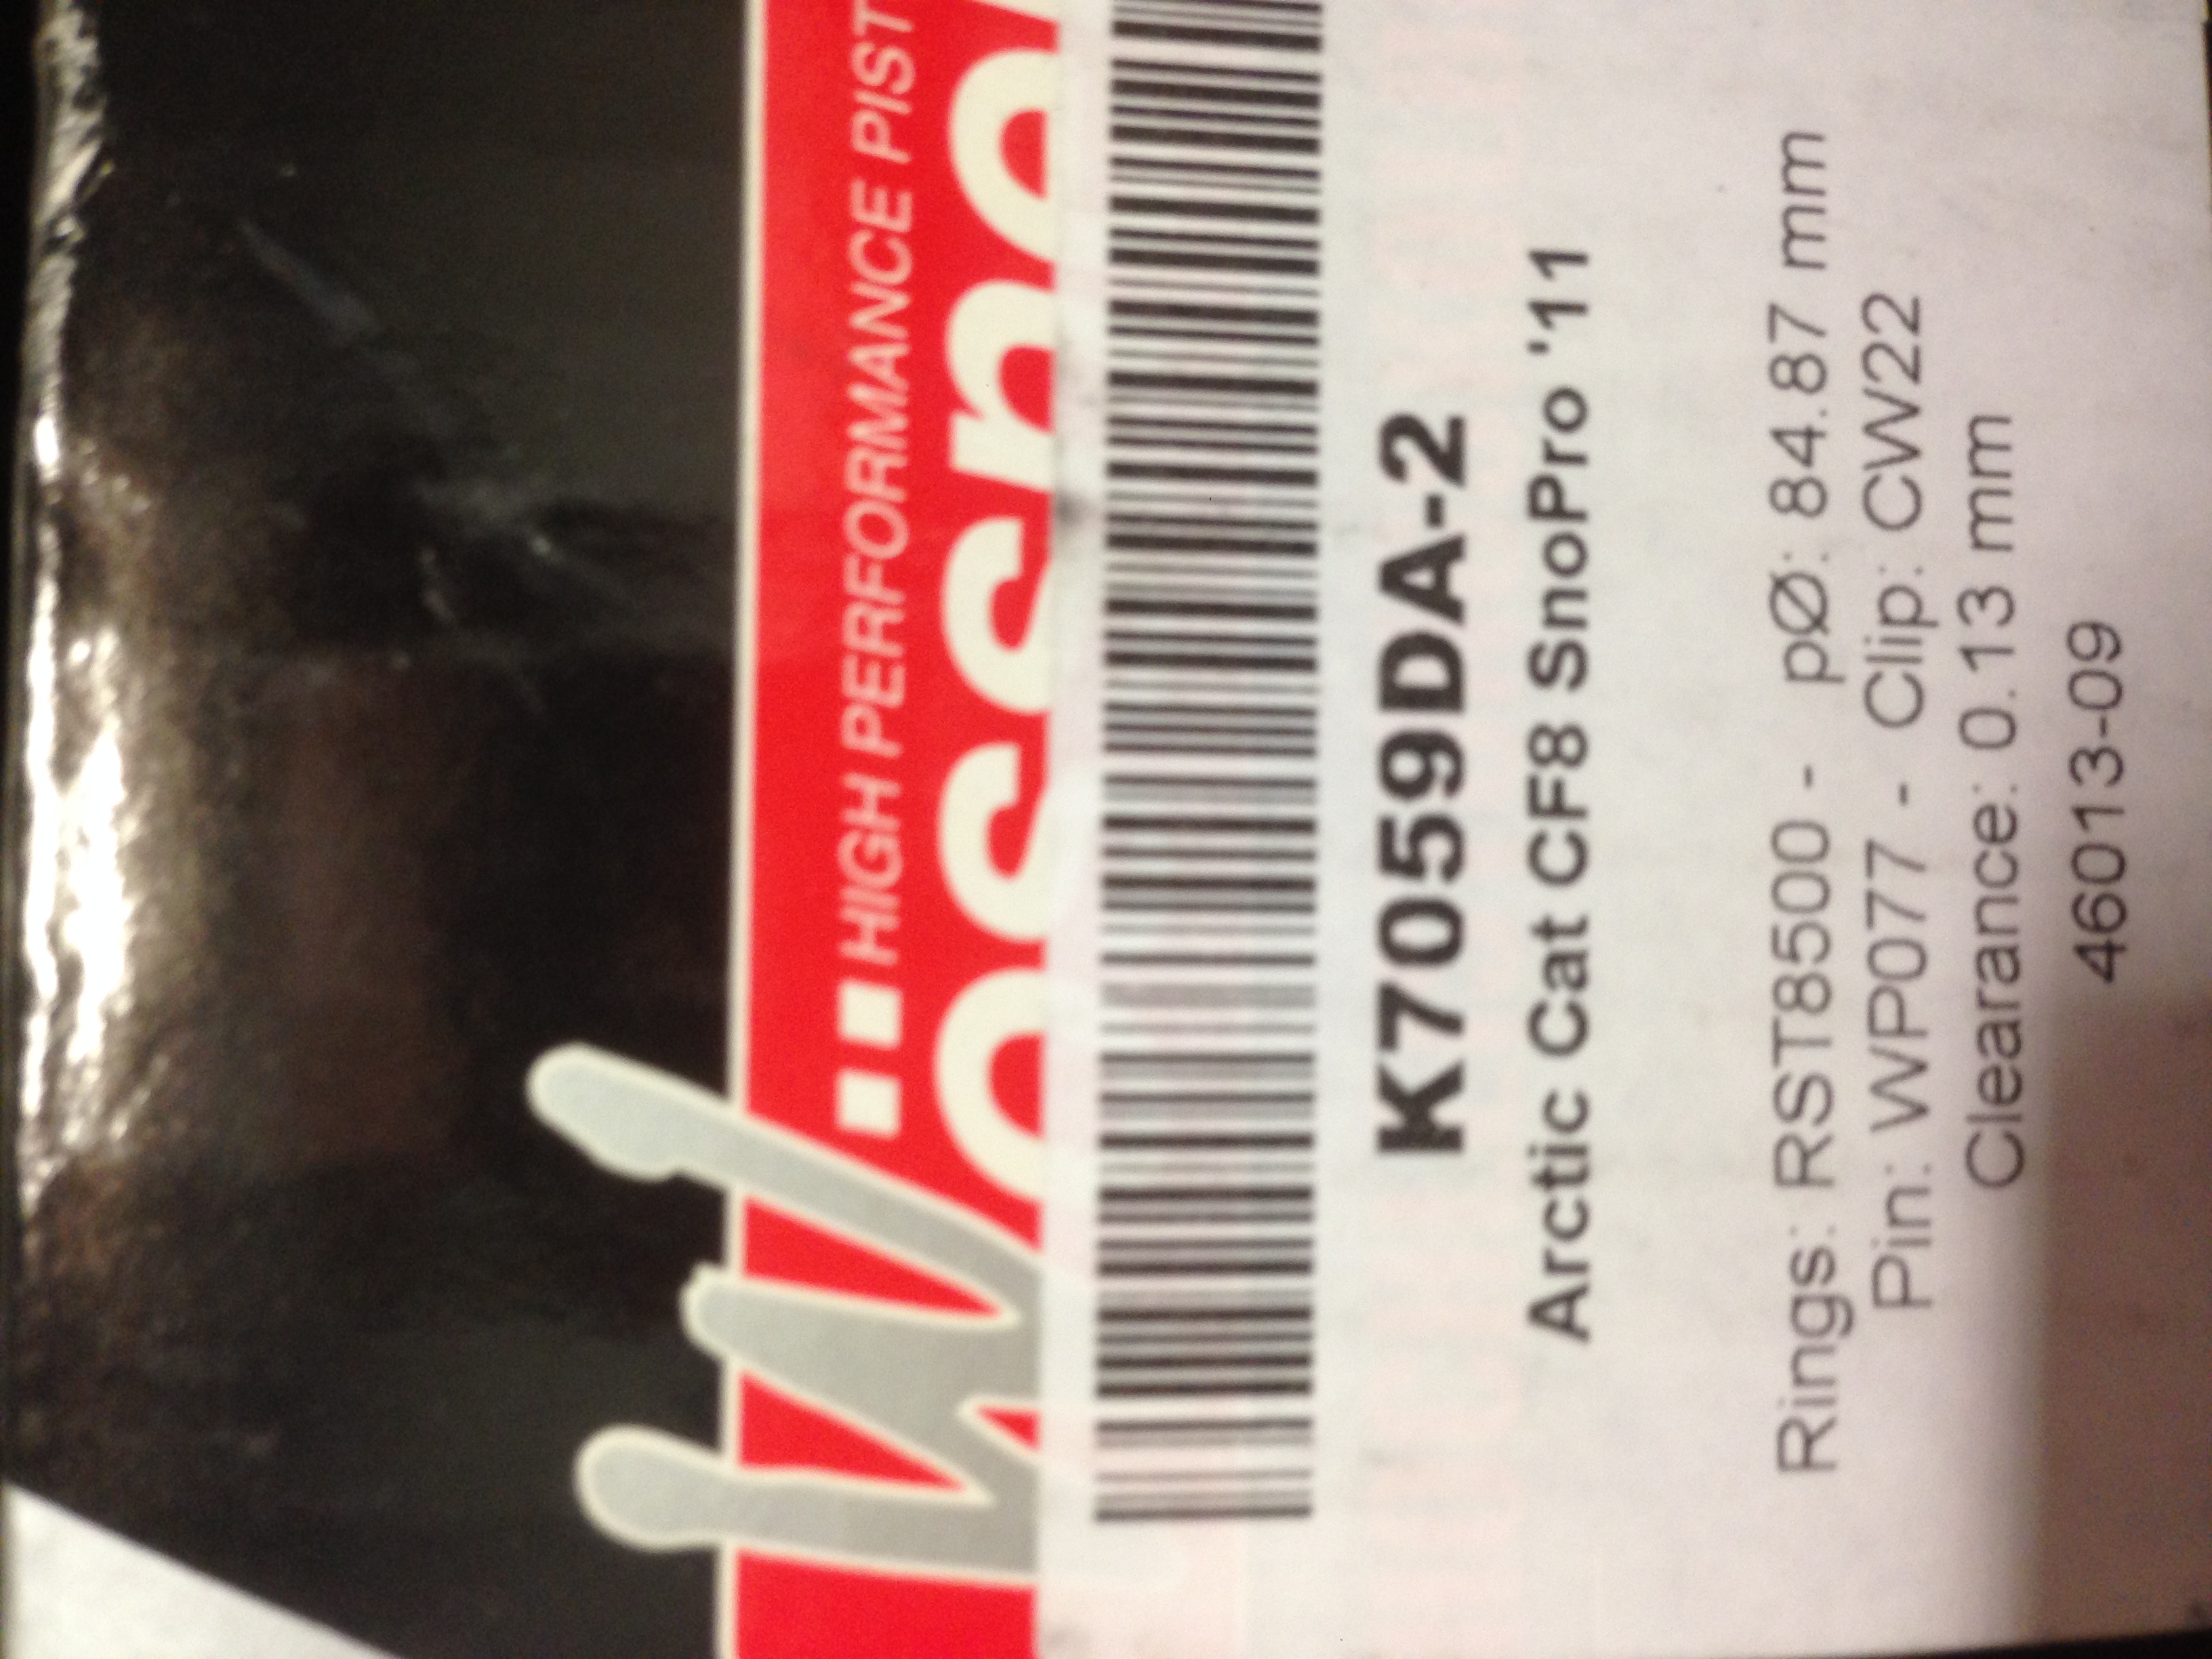 HIGH PERFORMANCE PIST
K7059DA-2
Arctic Cat CF8 SnoPro '11
Rings: RST8500 - pØ: 84.87 mm
Pin: WP077 - Clip: CW22
Clearance: 0.13 mm
46013-09